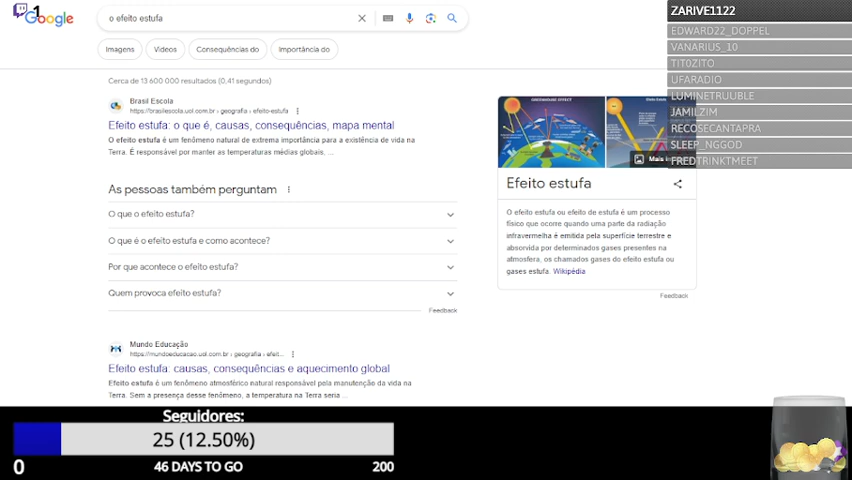 1
Google
o efeito estufa
Imagens
Vídeos
Consequências do
Importância do
Cerca de 13 600 000 resultados (0,41 segundos)
Brasil Escola
https://brasilescola.uol.com.br › geografia › efeito-estufa
Efeito estufa: o que é, causas, consequências, mapa mental
O efeito estufa é um fenômeno natural de extrema importância para a existência de vida na
Terra. É responsável por manter as temperaturas médias globais, ...
As pessoas também perguntam
O que o efeito estufa?
O que é o efeito estufa e como acontece?
Por que acontece o efeito estufa?
Quem provoca efeito estufa?
Feedback
Mundo Educação
https://mundoeducacao.uol.com.br › geografia › efeit...
Efeito estufa: causas, consequências e aquecimento global
Efeito estufa é um fenômeno atmosférico natural responsável pela manutenção da vida na
Terra. Sem a presença desse fenômeno, a temperatura na Terra seria ...
GREENHOUSE EFFECT
Mais i
Efeito estufa
O efeito estufa ou efeito de estufa é um processo
físico que ocorre quando uma parte da radiação
infravermelha é emitida pela superfície terrestre e
absorvida por determinados gases presentes na
atmosfera, os chamados gases do efeito estufa ou
gases estufa. Wikipédia
Feedback
ZARIVE1122
EDWARD22_DOPPEL
VANARIUS_10
TIT0ZITO
UFARADIO
LUMINETRUUBLE
JAMILZIM
RECOSECANTAPRA
SLEEP_NGGOD
FREDTRINKTMEET
Seguidores:
25 (12.50%)
0
46 DAYS TO GO
200